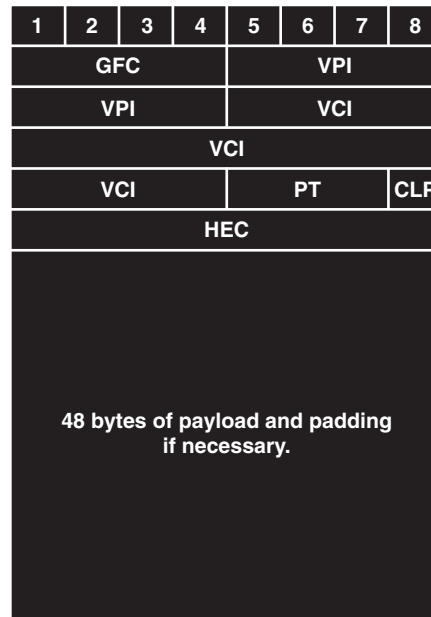 1 2 3 4 5 6 7 8
GFC VPI
VPI VCI
VCI
VCI PT CLP
HEC
48 bytes of payload and padding
if necessary.